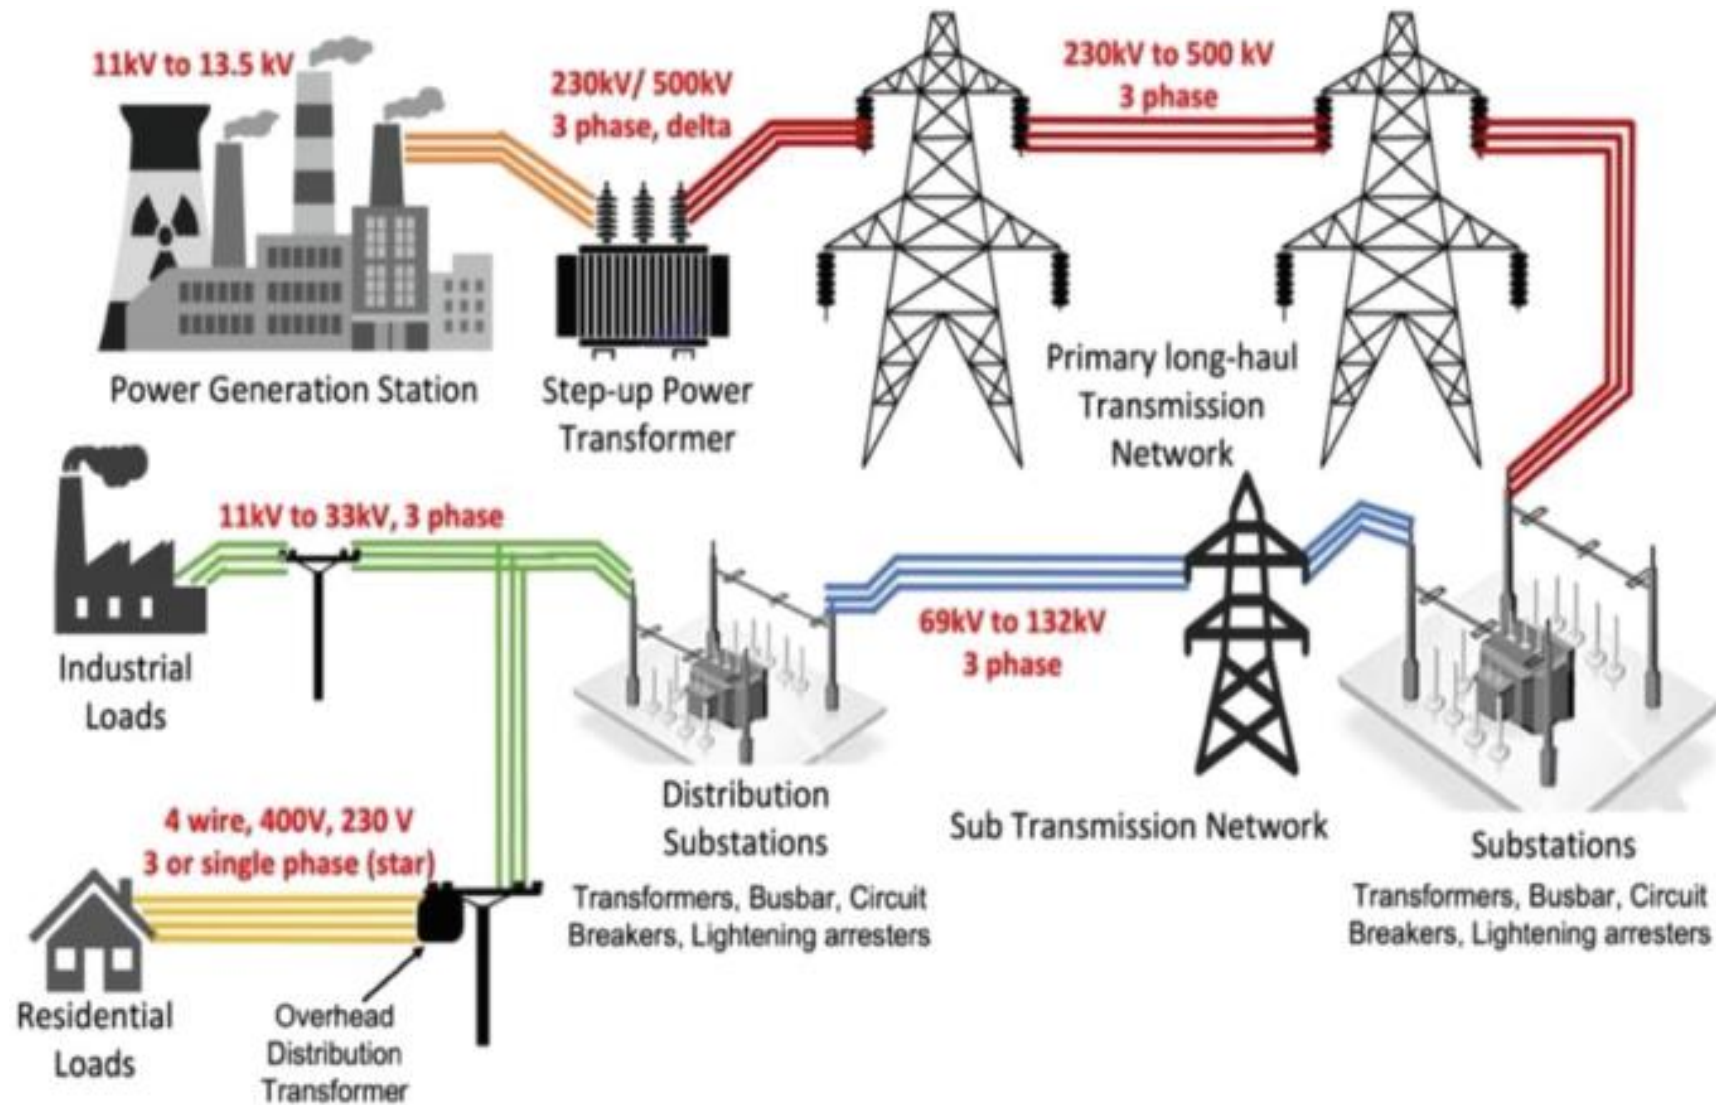 11kV to 13.5 kV
230kV/ 500kV
3 phase, delta
230kV to 500 kV
3 phase
Power Generation Station
Step-up Power
Transformer
Primary long-haul
Transmission
Network
11kV to 33kV, 3 phase
Industrial
Loads
69kV to 132kV
3 phase
Distribution
Substations
Transformers, Busbar, Circuit
Breakers, Lightening arresters
Sub Transmission Network
Substations
Transformers, Busbar, Circuit
Breakers, Lightening arresters
4 wire, 400V, 230 V
3 or single phase (star)
Residential
Loads
Overhead
Distribution
Transformer